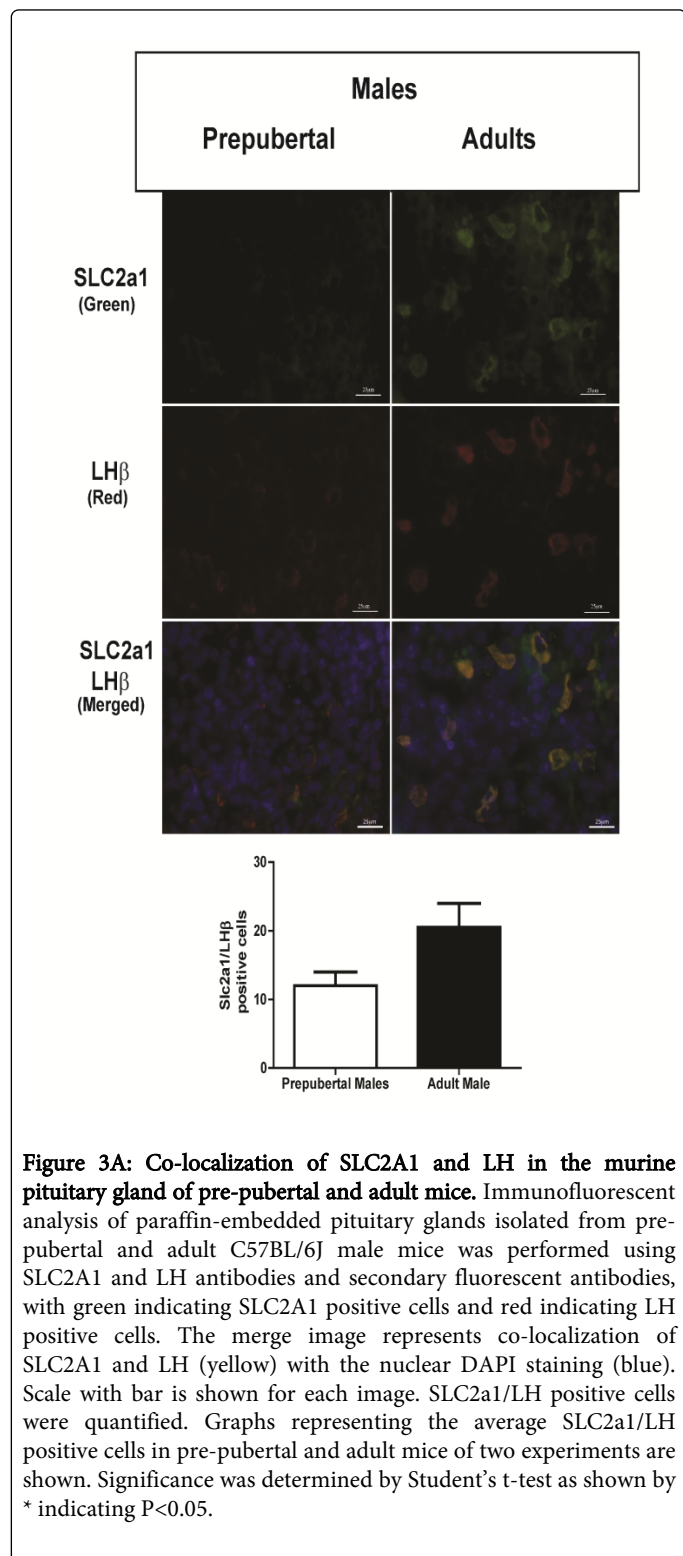 Males
Prepubertal Adults
SLC2a1
(Green)
25µm 25µm
LHβ
(Red)
25µm 25µm
SLC2a1
LHβ
(Merged)
25µm 25µm
30
20
10
0
Slc2a1/LHβ
positive cells
Prepubertal Males Adult Male
Figure 3A: Co-localization of SLC2A1 and LH in the murine
pituitary gland of pre-pubertal and adult mice. Immunofluorescent
analysis of paraffin-embedded pituitary glands isolated from pre-
pubertal and adult C57BL/6J male mice was performed using
SLC2A1 and LH antibodies and secondary fluorescent antibodies,
with green indicating SLC2A1 positive cells and red indicating LH
positive cells. The merge image represents co-localization of
SLC2A1 and LH (yellow) with the nuclear DAPI staining (blue).
Scale with bar is shown for each image. SLC2a1/LH positive cells
were quantified. Graphs representing the average SLC2a1/LH
positive cells in pre-pubertal and adult mice of two experiments are
shown. Significance was determined by Student’s t-test as shown by
* indicating P<0.05.